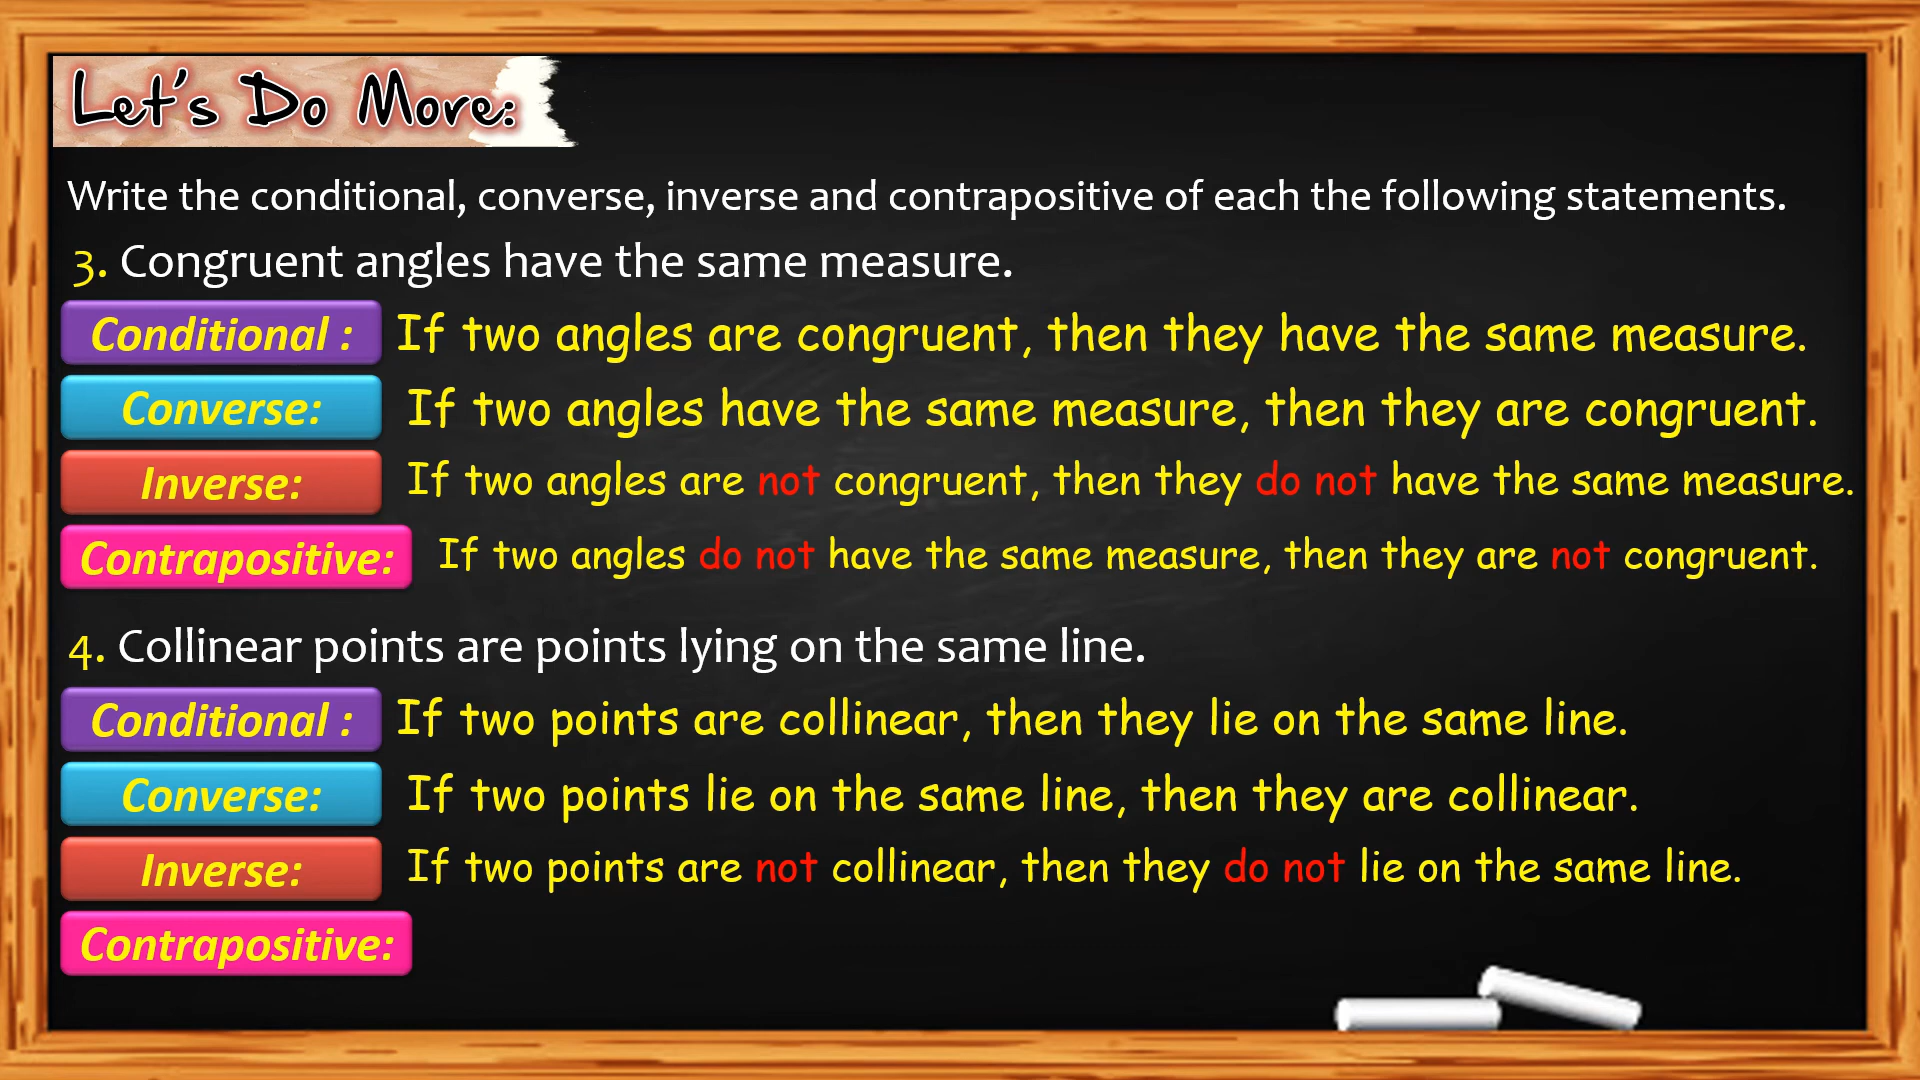 Let's Do More:
Write the conditional, converse, inverse and contrapositive of each the following statements.
3. Congruent angles have the same measure.
Conditional : If two angles are congruent, then they have the same measure.
Converse: If two angles have the same measure, then they are congruent.
Inverse: If two angles are not congruent, then they do not have the same measure.
Contrapositive: If two angles do not have the same measure, then they are not congruent.
4. Collinear points are points lying on the same line.
Conditional : If two points are collinear, then they lie on the same line.
Converse: If two points lie on the same line, then they are collinear.
Inverse: If two points are not collinear, then they do not lie on the same line.
Contrapositive: